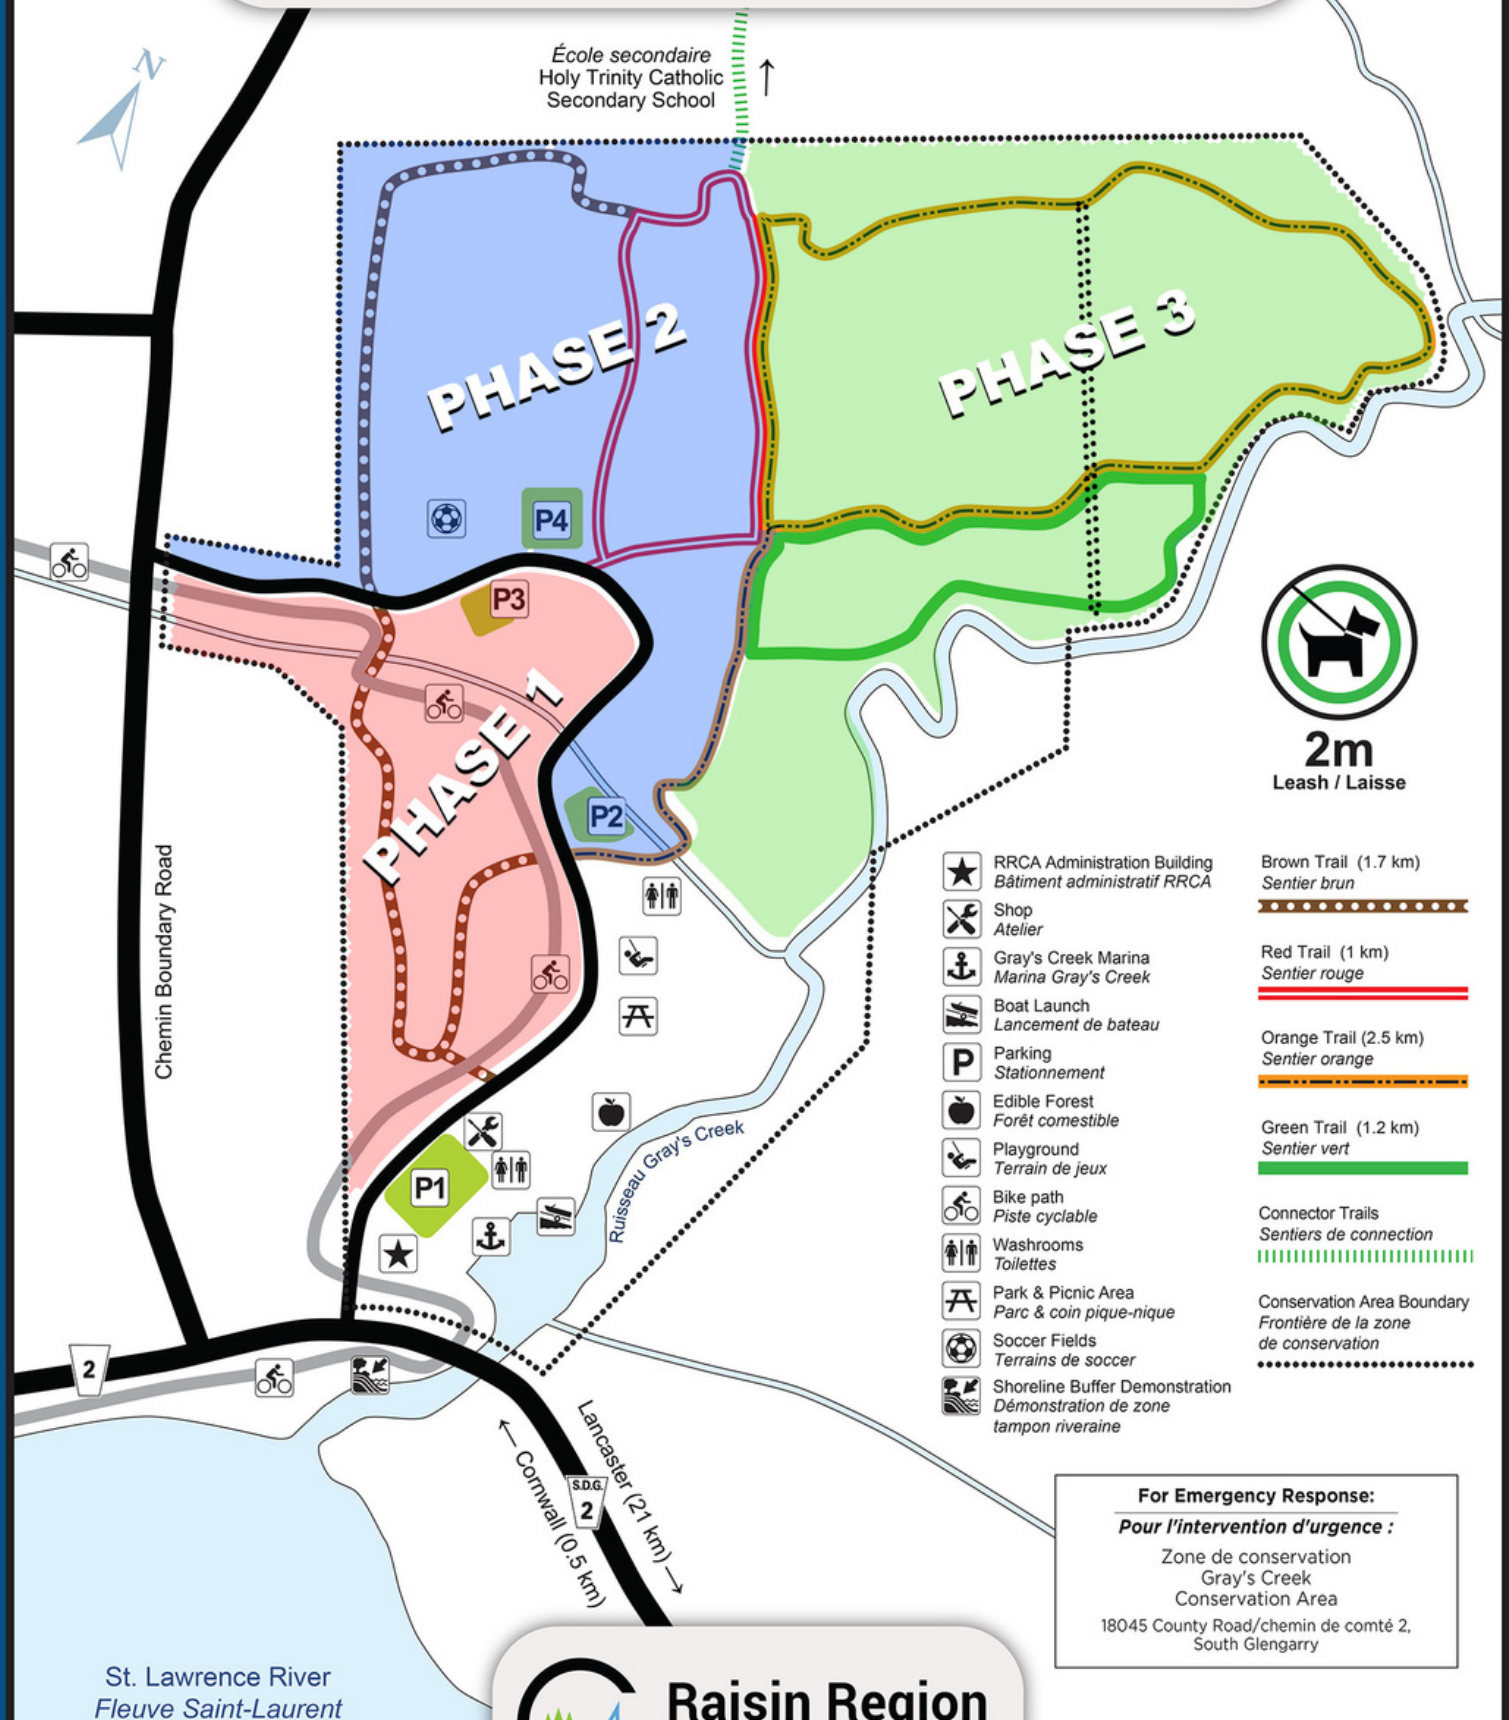 N
École secondaire
Holy Trinity Catholic
Secondary School
PHASE 2
PHASE 3
P4
P3
PHASE 1
P2
P1
Chemin Boundary Road
Ruisseau Gray's Creek
2m
Leash / Laisse
RRCA Administration Building
Bâtiment administratif RRCA
Shop
Atelier
Gray's Creek Marina
Marina Gray's Creek
Boat Launch
Lancement de bateau
P
Parking
Stationnement
Edible Forest
Forêt comestible
Playground
Terrain de jeux
Bike path
Piste cyclable
Washrooms
Toilettes
Park & Picnic Area
Parc & coin pique-nique
Soccer Fields
Terrains de soccer
Shoreline Buffer Demonstration
Démonstration de zone
tampon riveraine
Brown Trail (1.7 km)
Sentier brun
Red Trail (1 km)
Sentier rouge
Orange Trail (2.5 km)
Sentier orange
Green Trail (1.2 km)
Sentier vert
Connector Trails
Sentiers de connection
Conservation Area Boundary
Frontière de la zone
de conservation
2
Lancaster (21 km) →
← Cornwall (0.5 km)
S.D.G.
2
For Emergency Response:
Pour l'intervention d'urgence :
Zone de conservation
Gray's Creek
Conservation Area
18045 County Road/chemin de comté 2,
South Glengarry
St. Lawrence River
Fleuve Saint-Laurent
Raisin Region